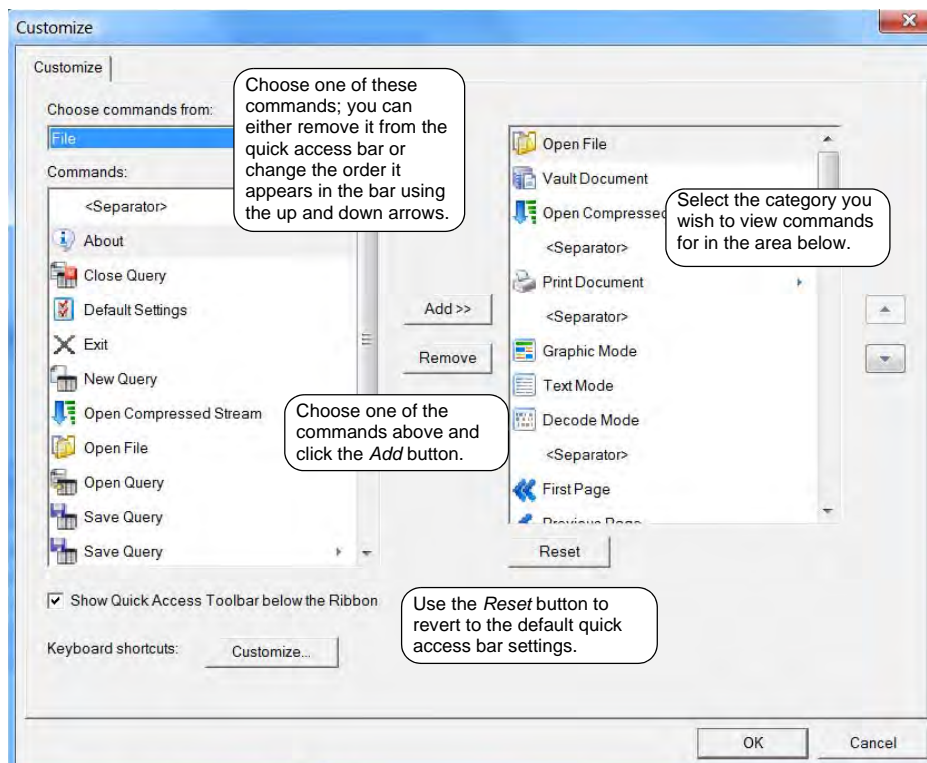 Customize
Customize
Choose commands from:
File
Commands:
<Separator>
About
Close Query
Default Settings
Exit
New Query
Open Compressed Stream
Open File
Open Query
Save Query
Save Query
Choose one of these
commands; you can
either remove it from the
quick access bar or
change the order it
appears in the bar using
the up and down arrows.
Add >>
Remove
Choose one of the
commands above and
click the Add button.
Open File
Vault Document
Open Compressed
<Separator>
Print Document
<Separator>
Graphic Mode
Text Mode
Decode Mode
<Separator>
First Page
Previous Page
Select the category you
wish to view commands
for in the area below.
Reset
Show Quick Access Toolbar below the Ribbon
Use the Reset button to
revert to the default quick
access bar settings.
Keyboard shortcuts:
Customize...
OK
Cancel